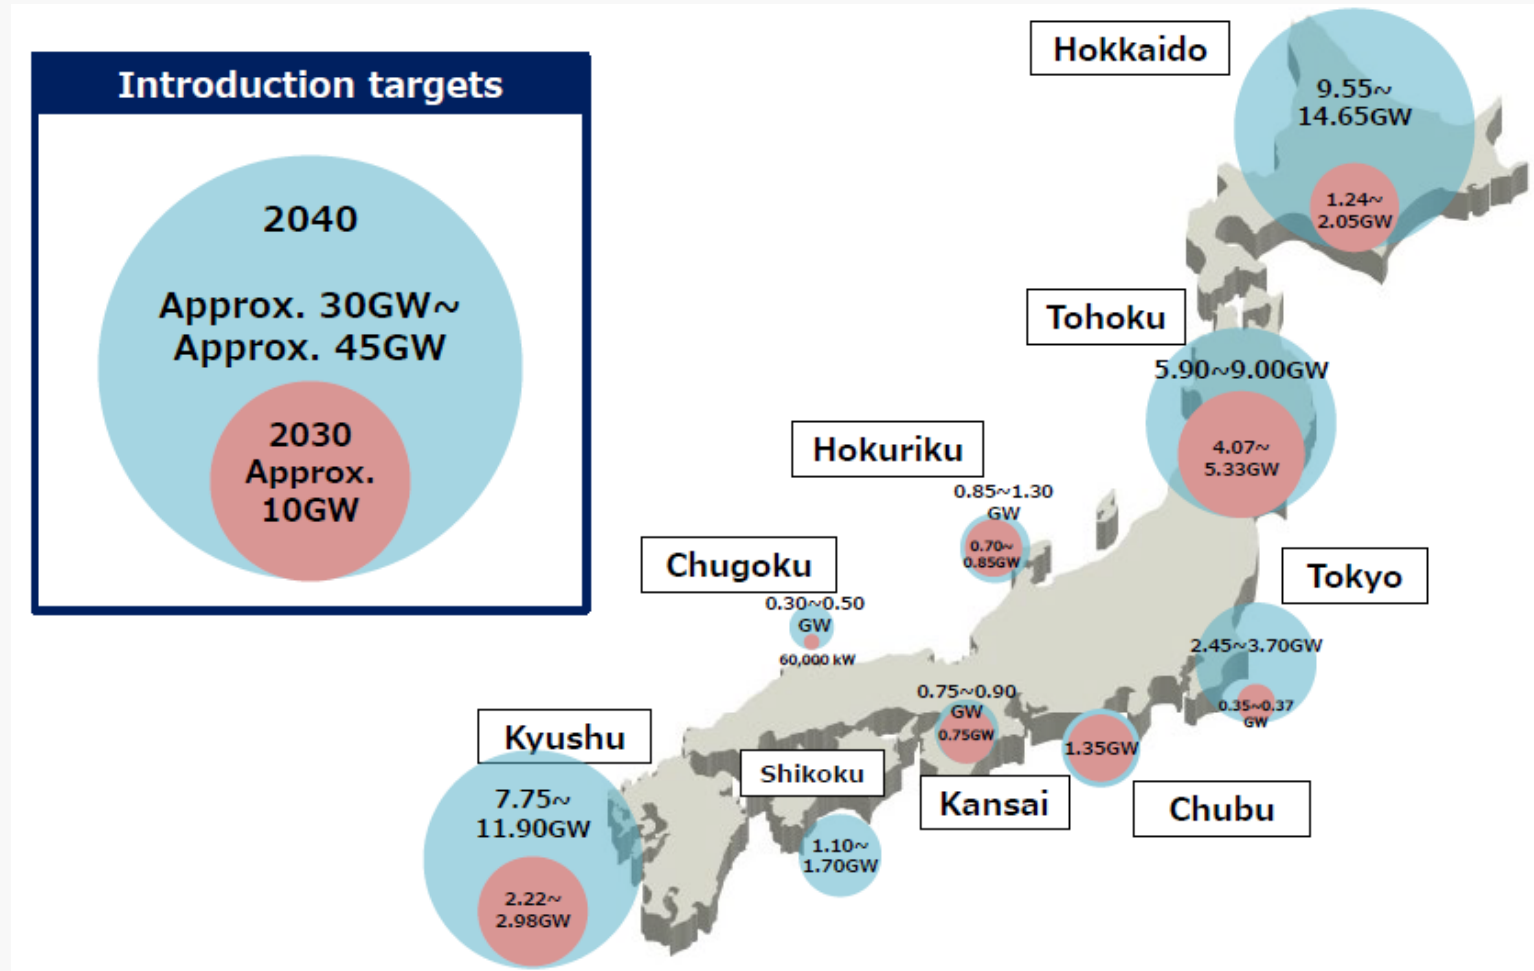 Introduction targets
2040
Approx. 30GW~
Approx. 45GW
2030
Approx.
10GW
Hokkaido
9.55~
14.65GW
1.24~
2.05GW
Tohoku
5.90~9.00GW
4.07~
5.33GW
Hokuriku
0.85~1.30
GW
0.70~
0.85GW
Chugoku
0.30~0.50
GW
60,000 kW
Tokyo
2.45~3.70GW
0.35~0.37
GW
Kansai
0.75~0.90
GW
0.75GW
Chubu
1.35GW
Shikoku
1.10~
1.70GW
Kyushu
7.75~
11.90GW
2.22~
2.98GW